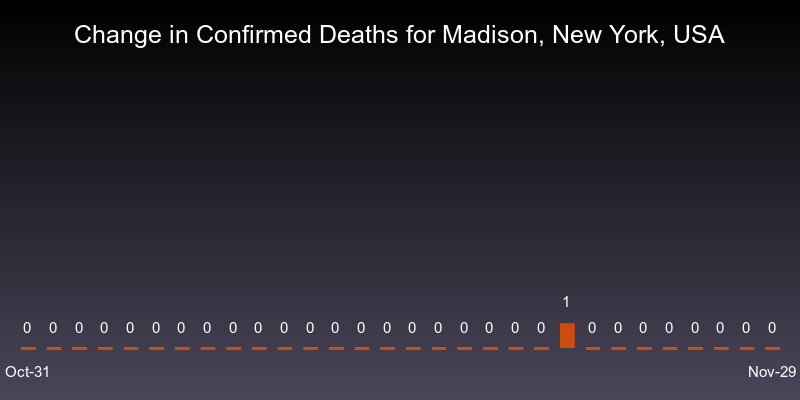 Change in Confirmed Deaths for Madison, New York, USA
1
0 0 0 0 0 0 0 0 0 0 0 0 0 0 0 0 0 0 0 0 0 0 0 0 0 0 0 0 0
Oct-31 Nov-29